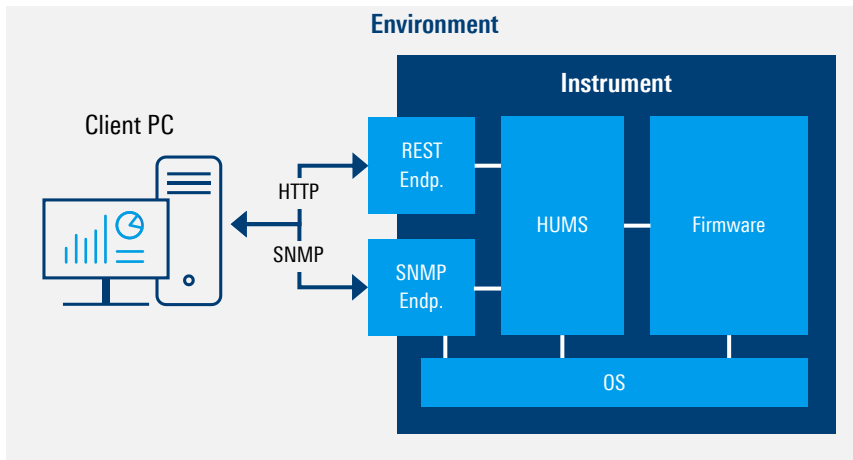 Environment
Instrument
Client PC
REST
Endp.
HTTP
HUMS
Firmware
SNMP
SNMP
Endp.
OS